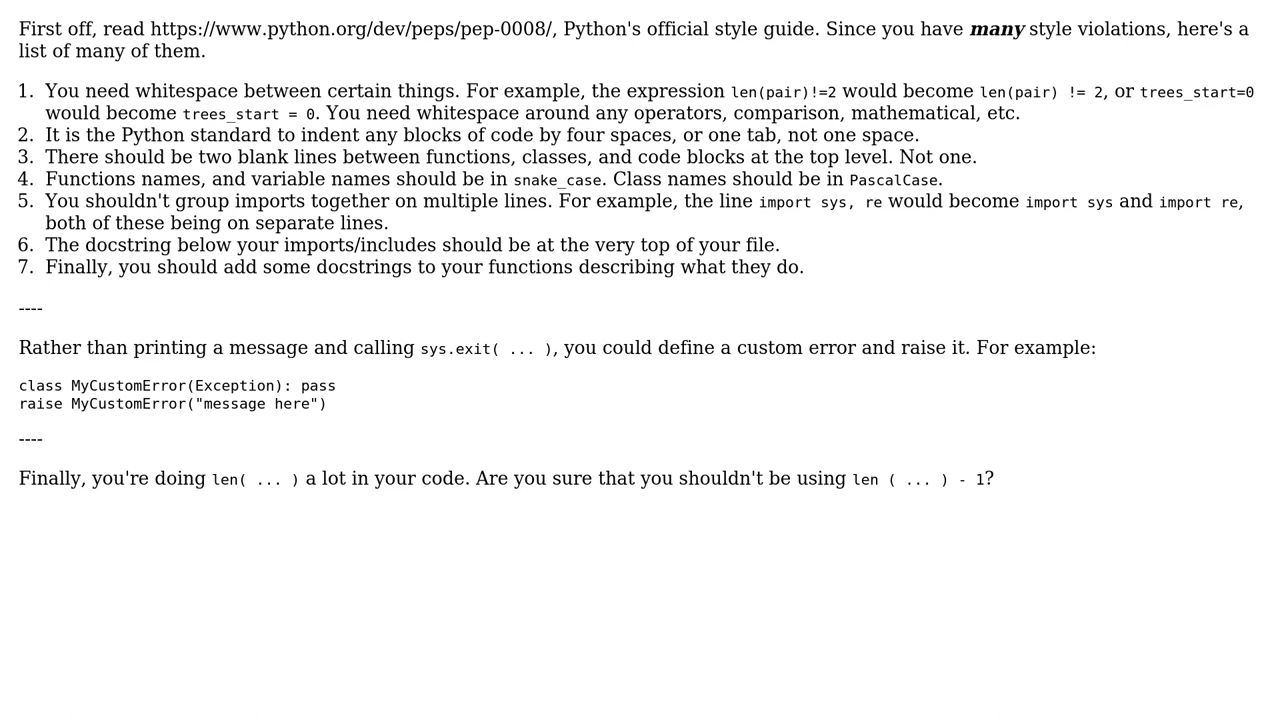 First off, read https://www.python.org/dev/peps/pep-0008/, Python's official style guide. Since you have many style violations, here's a
list of many of them.
1. You need whitespace between certain things. For example, the expression len(pair)!=2 would become len(pair) != 2, or trees_start=0
would become trees_start = 0. You need whitespace around any operators, comparison, mathematical, etc.
2. It is the Python standard to indent any blocks of code by four spaces, or one tab, not one space.
3. There should be two blank lines between functions, classes, and code blocks at the top level. Not one.
4. Functions names, and variable names should be in snake_case. Class names should be in PascalCase.
5. You shouldn't group imports together on multiple lines. For example, the line import sys, re would become import sys and import re,
both of these being on separate lines.
6. The docstring below your imports/includes should be at the very top of your file.
7. Finally, you should add some docstrings to your functions describing what they do.
----
Rather than printing a message and calling sys.exit( ... ), you could define a custom error and raise it. For example:
class MyCustomError(Exception): pass
raise MyCustomError("message here")
----
Finally, you're doing len( ... ) a lot in your code. Are you sure that you shouldn't be using len ( ... ) - 1?